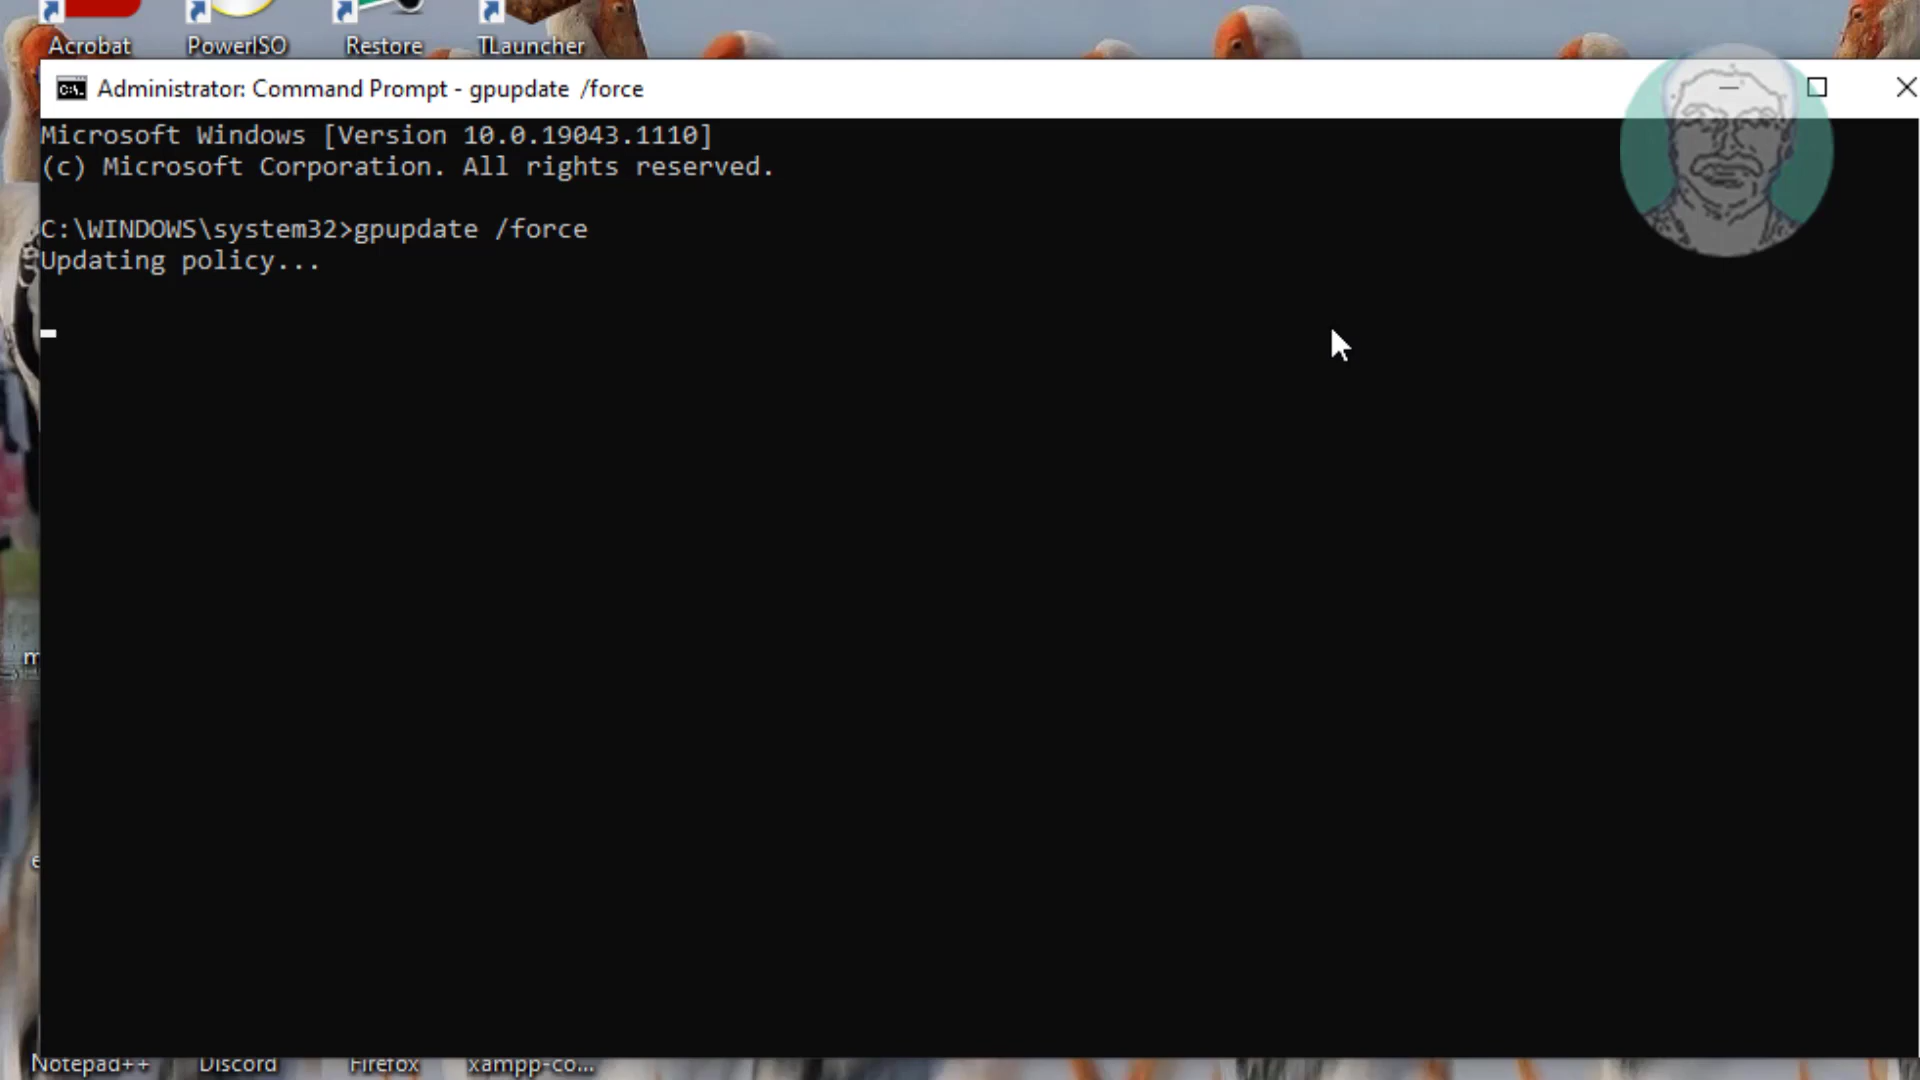 Acrobat PowerISO Restore TLauncher
Administrator: Command Prompt - gpupdate /force
Microsoft Windows [Version 10.0.19043.1110]
(c) Microsoft Corporation. All rights reserved.
C:\WINDOWS\system32>gpupdate /force
Updating policy...
m
e
Notepad++ Discord Firefox xampp-co...